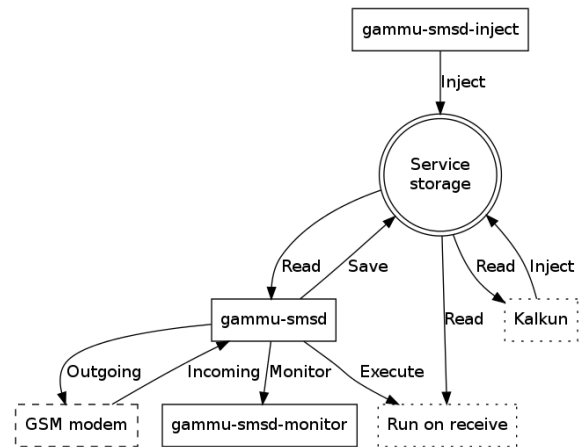 gammu-smsd-inject
Inject
Service
storage
Read
Save
Read
Inject
gammu-smsd
Read
Kalkun
Outgoing
Incoming
Monitor
Execute
GSM modem
gammu-smsd-monitor
Run on receive